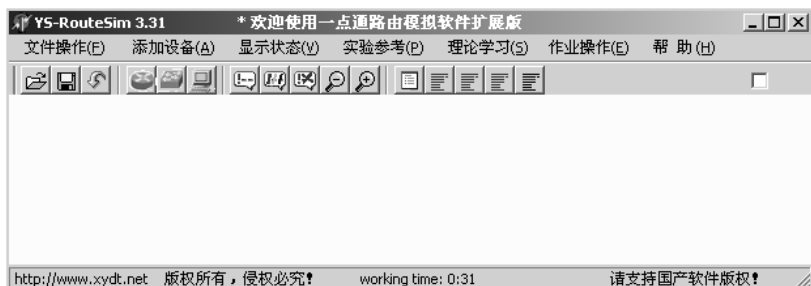 YS-RouteSim 3.31 * 欢迎使用一点通路由模拟软件扩展版
文件操作(F) 添加设备(A) 显示状态(V) 实验参考(P) 理论学习(S) 作业操作(E) 帮 助(H)
http://www.xydt.net 版权所有，侵权必究! working time: 0:31 请支持国产软件版权!